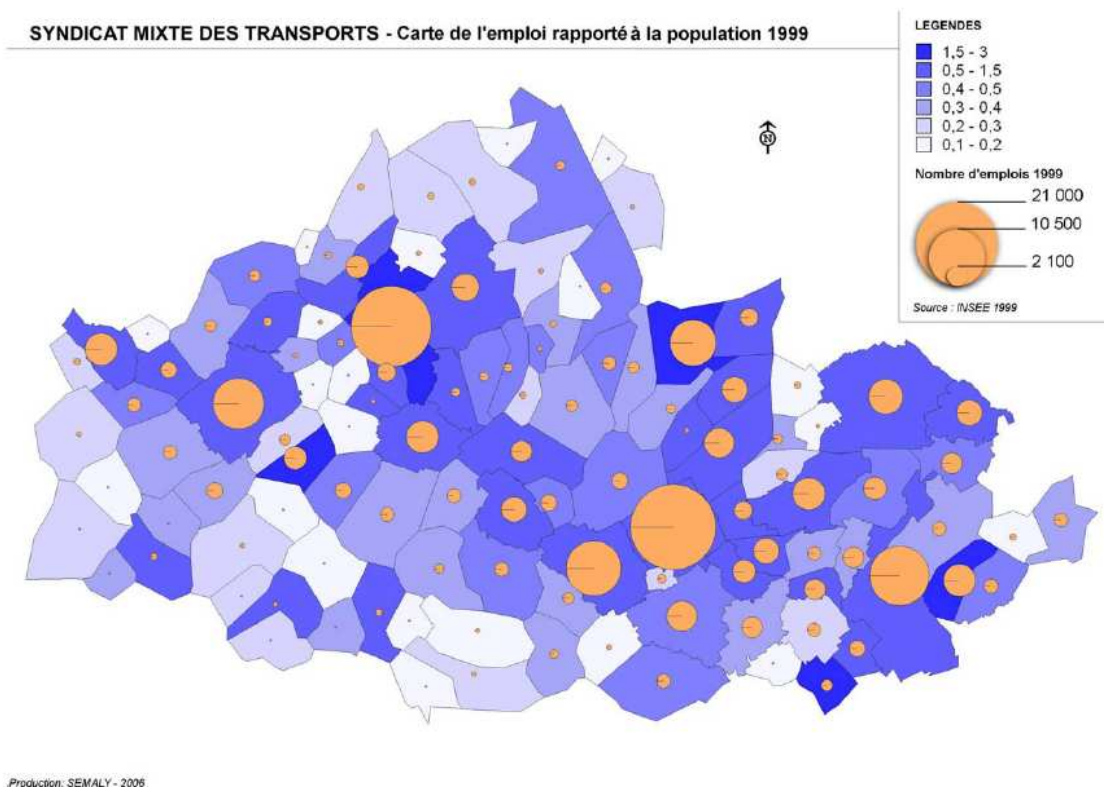 SYNDICAT MIXTE DES TRANSPORTS - Carte de l'emploi rapporté à la population 1999
LEGENDES
1,5 - 3
0,5 - 1,5
0,4 - 0,5
0,3 - 0,4
0,2 - 0,3
0,1 - 0,2
N
Nombre d'emplois 1999
21 000
10 500
2 100
Source : INSEE 1999
Production: SEMALY - 2006